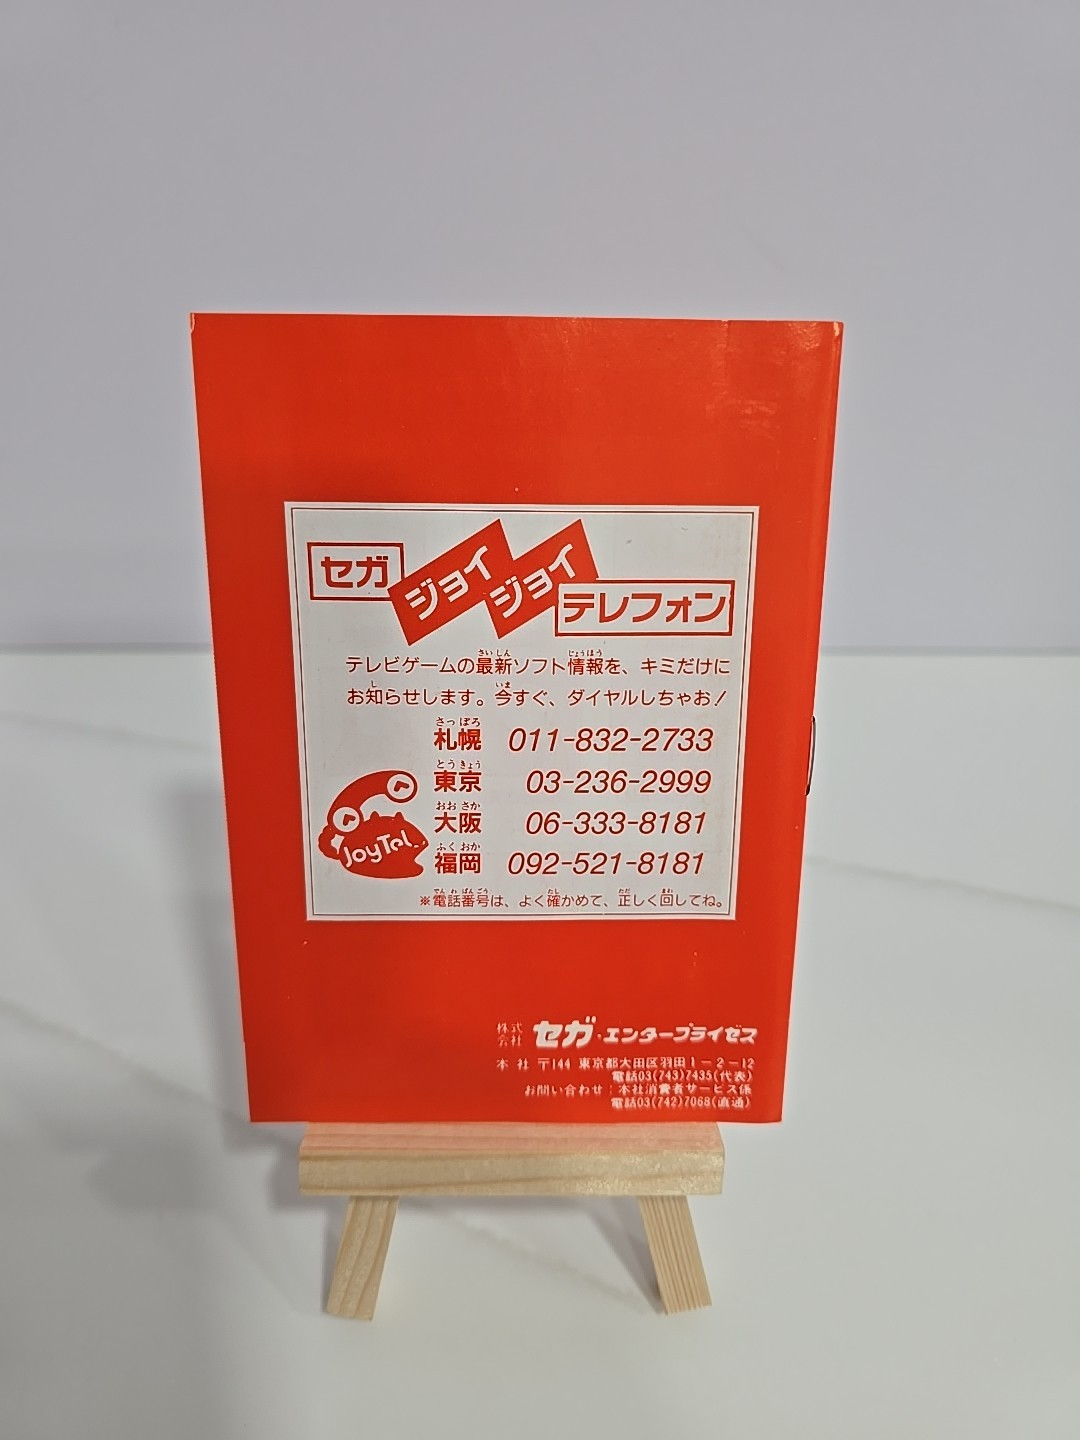 セガ ジョイジョイ テレフォン
テレビゲームの最新ソフト情報を、キミだけに
お知らせします。今すぐ、ダイヤルしちゃお!
札幌 011-832-2733
東京 03-236-2999
大阪 06-333-8181
福岡 092-521-8181
JoyTel
※電話番号は、よく確かめて、正しく回してね。
株式会社 セガ・エンタープライゼス
本社 〒144 東京都大田区羽田1-2-12
電話03(743)7435(代表)
お問い合わせ:本社消費者サービス係
電話03(742)7068(直通)